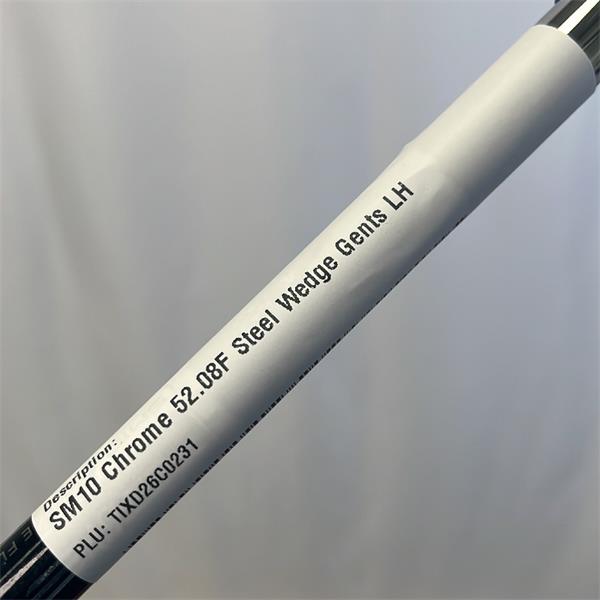 Description:
SM10 Chrome 52.08F Steel Wedge Gents LH
PLU: TIXD26C0231